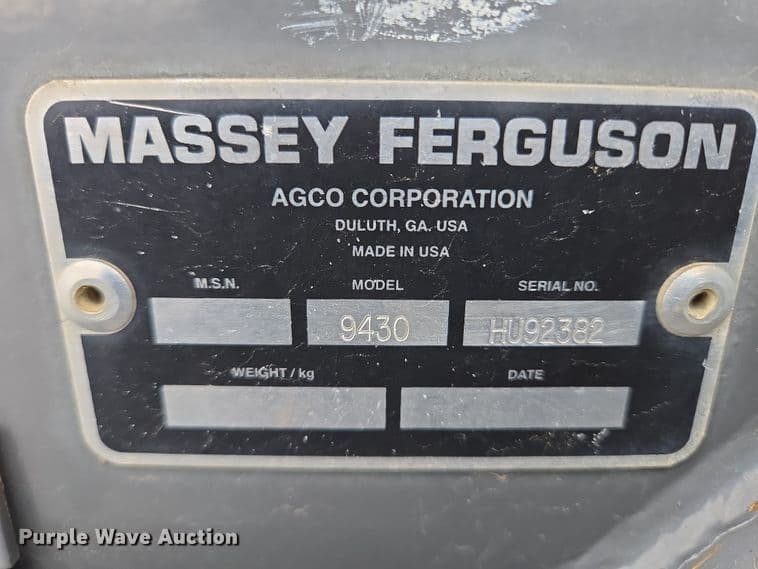 MASSEY FERGUSON
AGCO CORPORATION
DULUTH, GA. USA
MADE IN USA
M.S.N. MODEL SERIAL NO.
9430 HU92382
WEIGHT / kg DATE
Purple Wave Auction